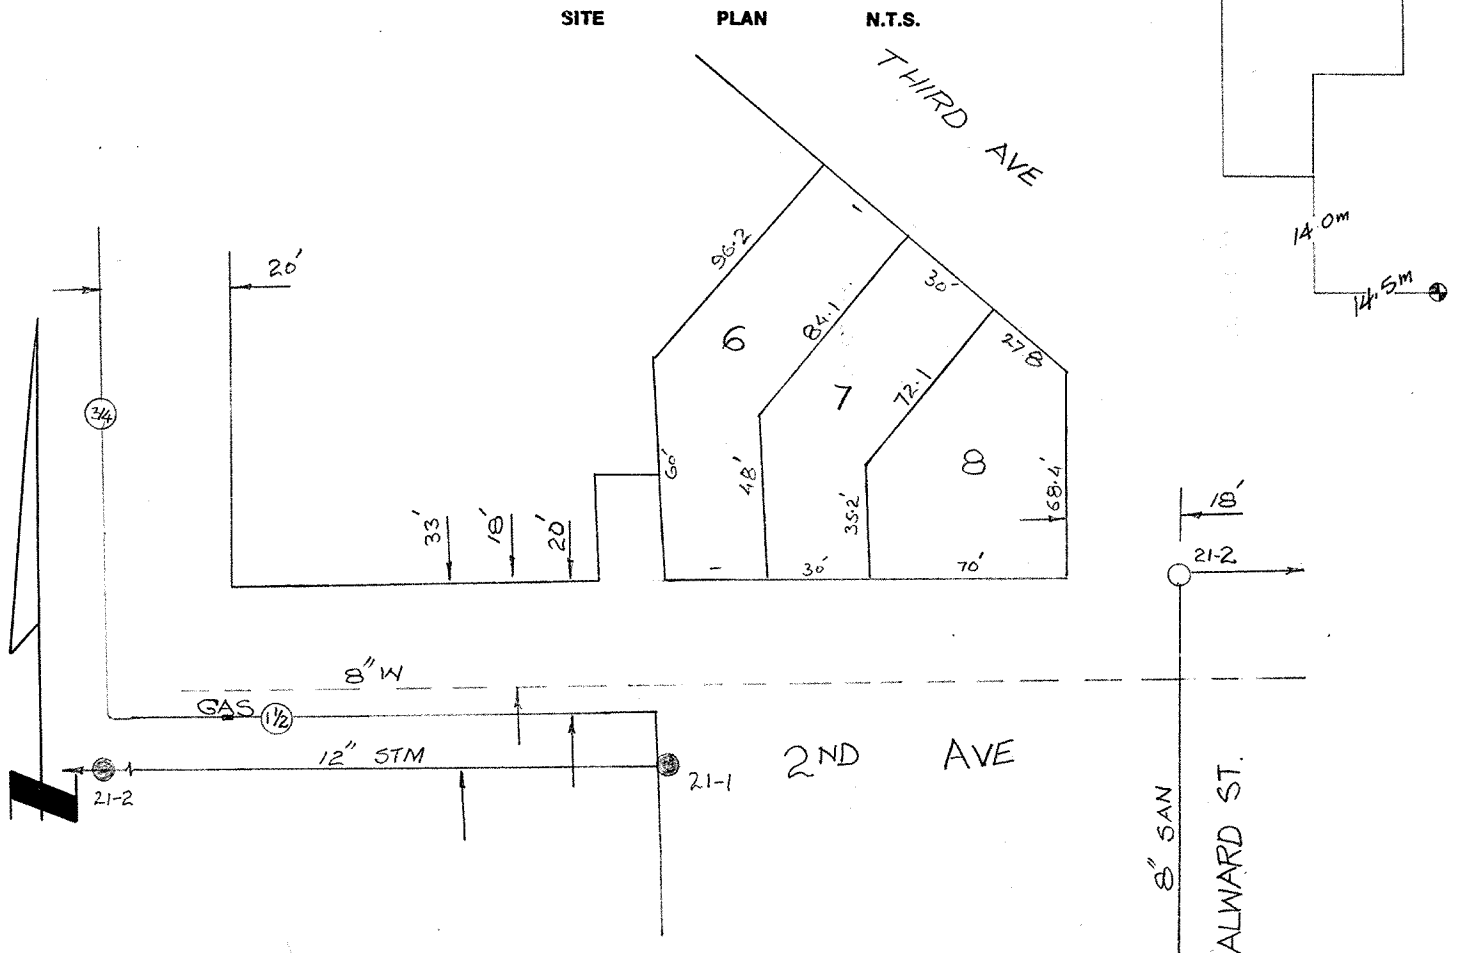 SITE PLAN N.T.S.
THIRD AVE
14.0m
14.5m
20'
96.2
30'
27.8
6
84.1
7
72.1
8
3/4
60'
48'
35.2'
68.4'
33'
18'
20'
18'
21-2
30'
70'
8" W
GAS 1½
12" STM
2ND AVE
21-2
21-1
8" SAN
ALWARD ST.